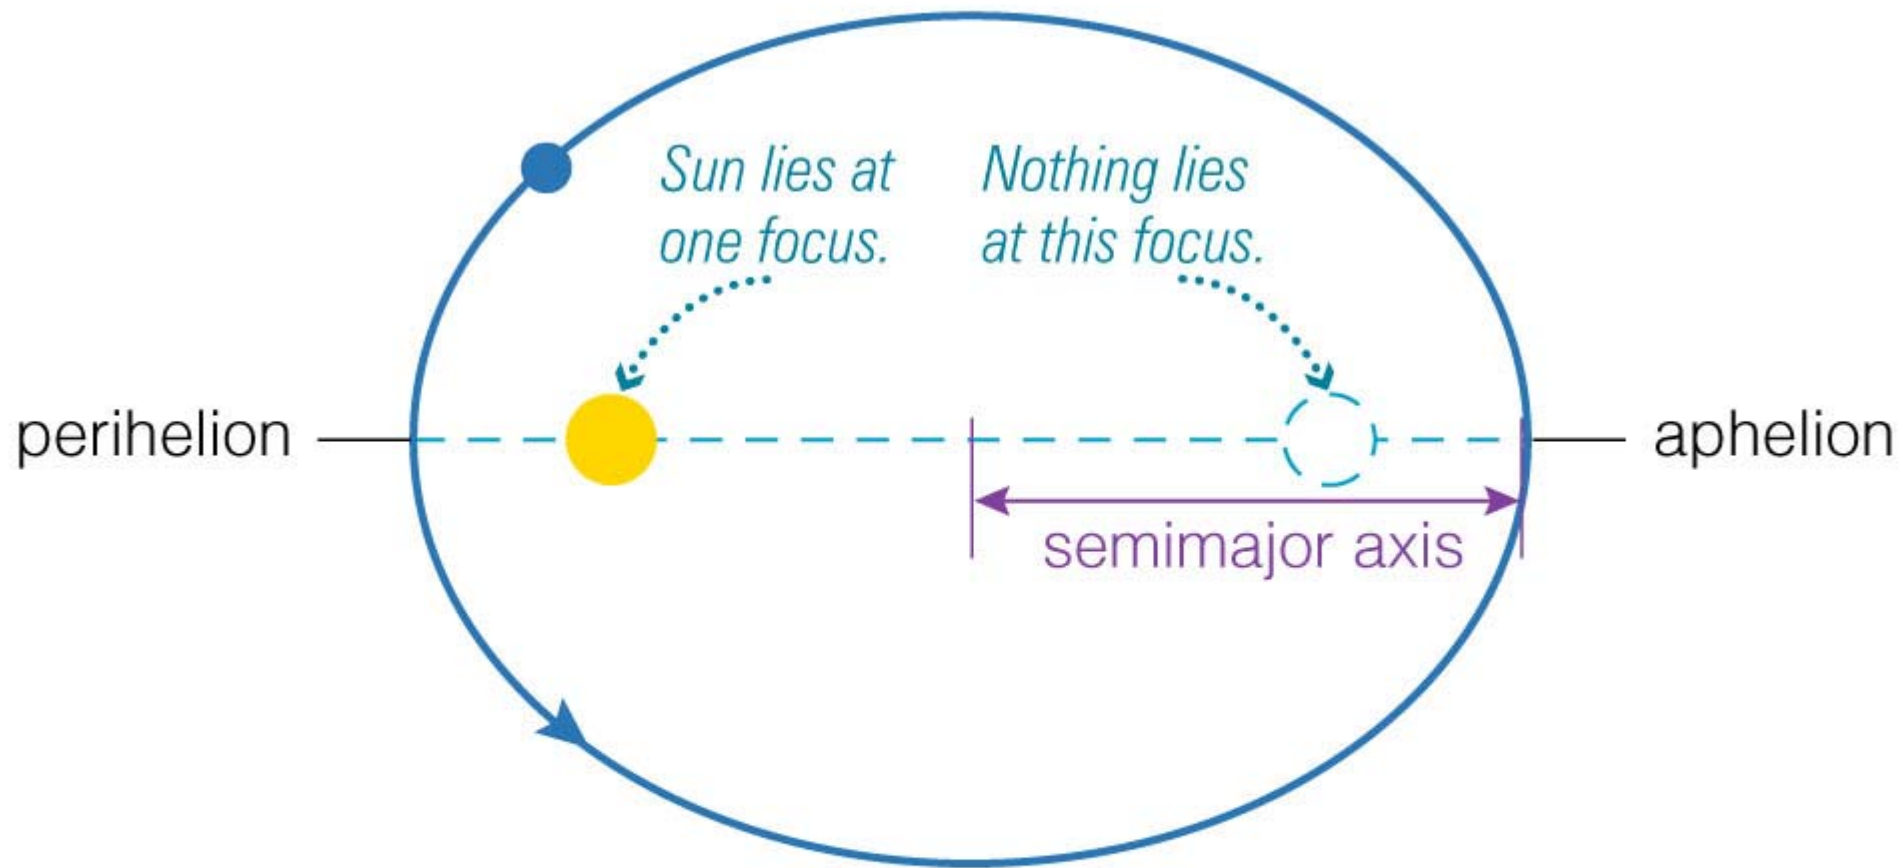 Sun lies at
one focus.
Nothing lies
at this focus.
perihelion
aphelion
semimajor axis